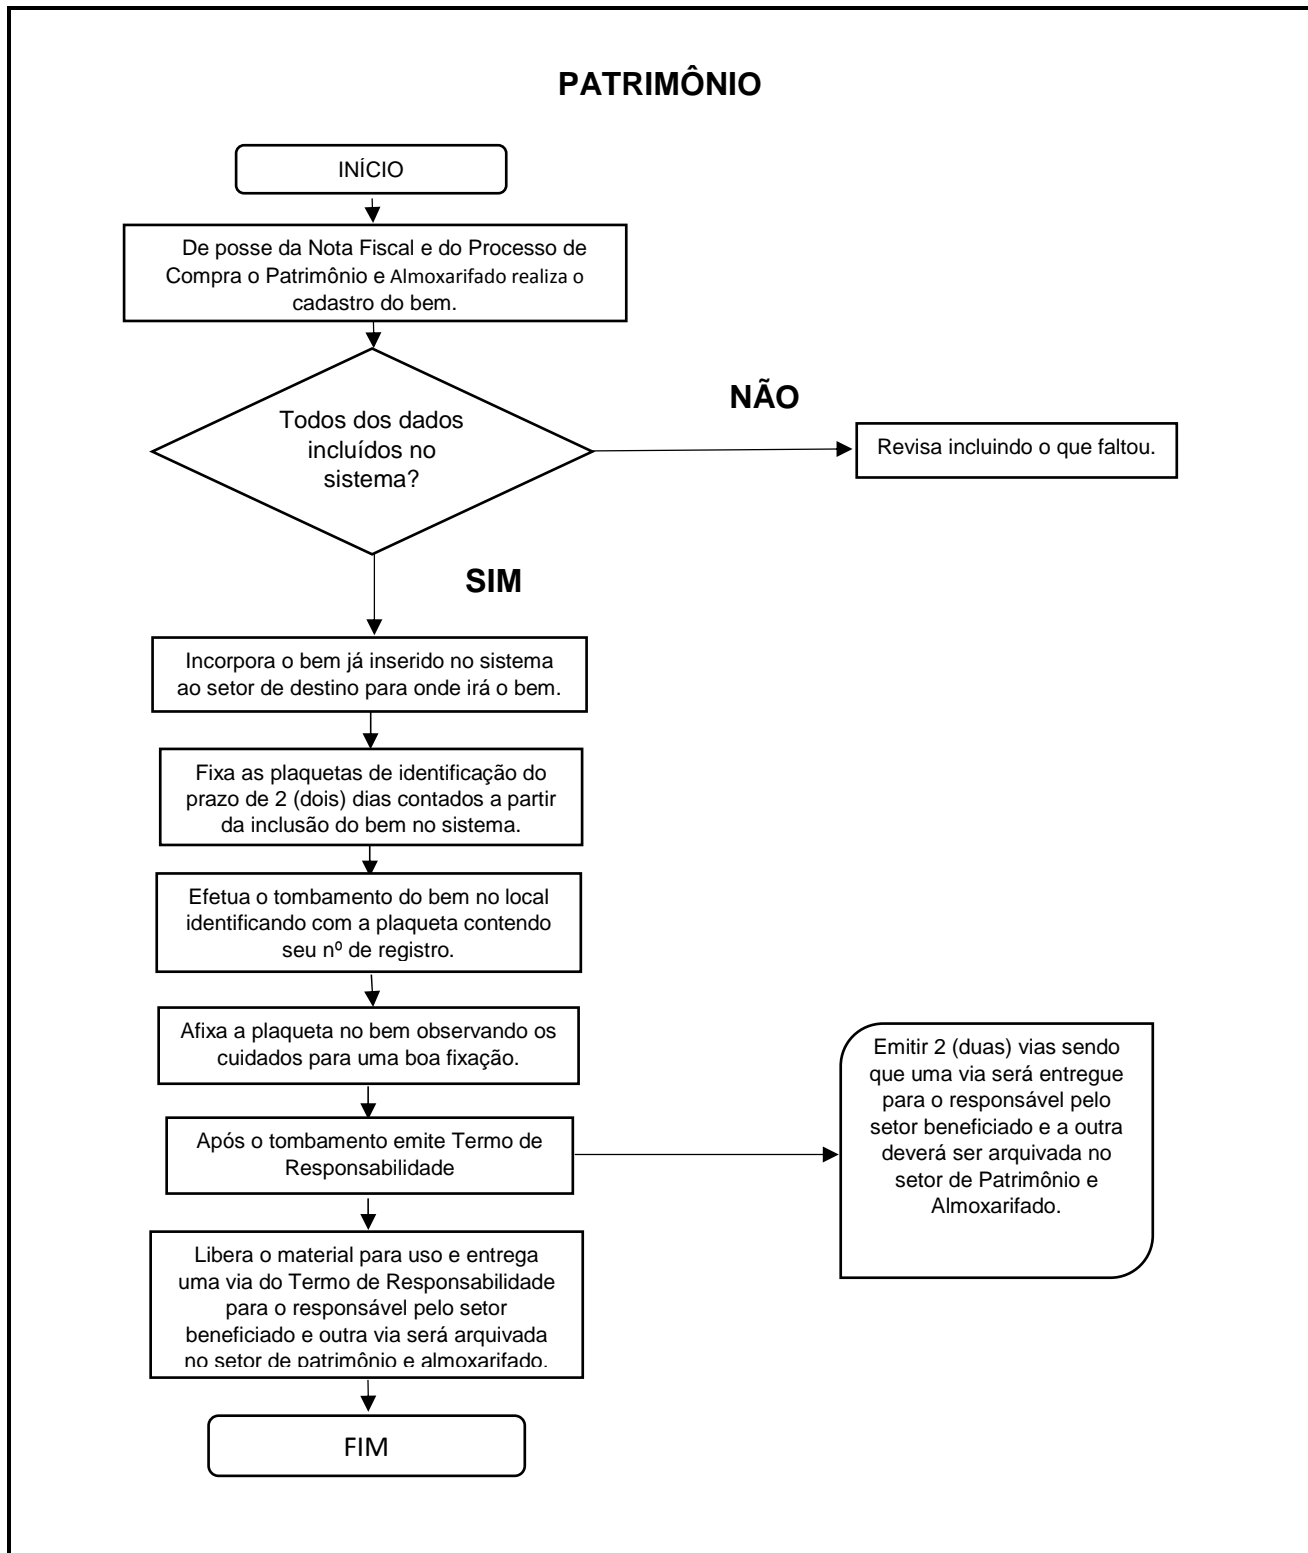 PATRIMÔNIO
INÍCIO
De posse da Nota Fiscal e do Processo de
Compra o Patrimônio e Almoxarifado realiza o
cadastro do bem.
Todos dos dados
incluídos no
sistema?
NÃO
Revisa incluindo o que faltou.
SIM
Incorpora o bem já inserido no sistema
ao setor de destino para onde irá o bem.
Fixa as plaquetas de identificação do
prazo de 2 (dois) dias contados a partir
da inclusão do bem no sistema.
Efetua o tombamento do bem no local
identificando com a plaqueta contendo
seu nº de registro.
Afixa a plaqueta no bem observando os
cuidados para uma boa fixação.
Após o tombamento emite Termo de
Responsabilidade
Emitir 2 (duas) vias sendo
que uma via será entregue
para o responsável pelo
setor beneficiado e a outra
deverá ser arquivada no
setor de Patrimônio e
Almoxarifado.
Libera o material para uso e entrega
uma via do Termo de Responsabilidade
para o responsável pelo setor
beneficiado e outra via será arquivada
no setor de patrimônio e almoxarifado.
FIM